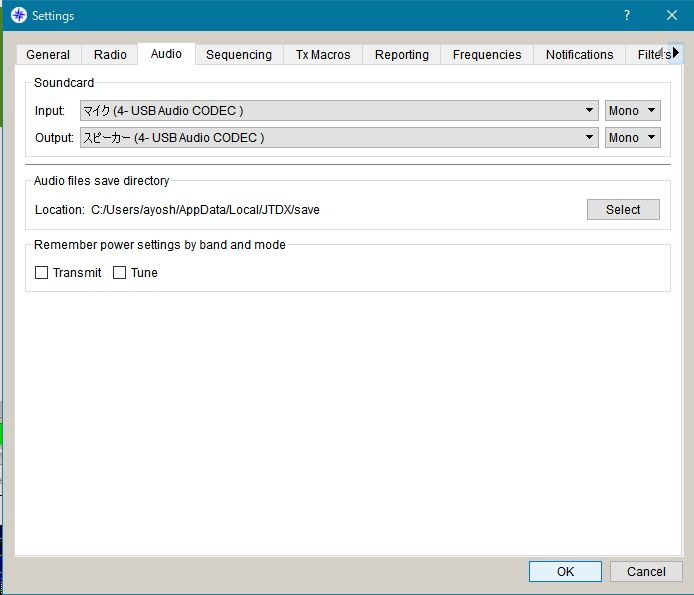 Settings
General Radio Audio Sequencing Tx Macros Reporting Frequencies Notifications Filters
Soundcard
Input: マイク (4- USB Audio CODEC ) Mono
Output: スピーカー (4- USB Audio CODEC ) Mono
Audio files save directory
Location: C:/Users/ayosh/AppData/Local/JTDX/save Select
Remember power settings by band and mode
Transmit Tune
OK Cancel